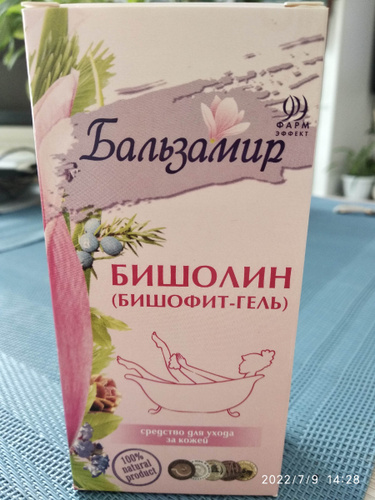 ФАРМ
ЭФФЕКТ
Бальзамир
БИШОЛИН
(БИШОФИТ-ГЕЛЬ)
средство для ухода
за кожей
100%
natural
product
2022/7/9 14:28